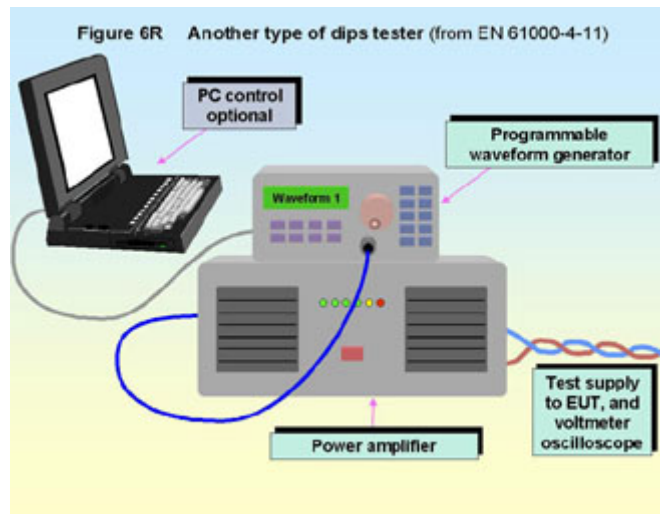 Figure 6R Another type of dips tester (from EN 61000-4-11)
PC control
optional
Programmable
waveform generator
Waveform 1
Test supply
to EUT, and
voltmeter
oscilloscope
Power amplifier